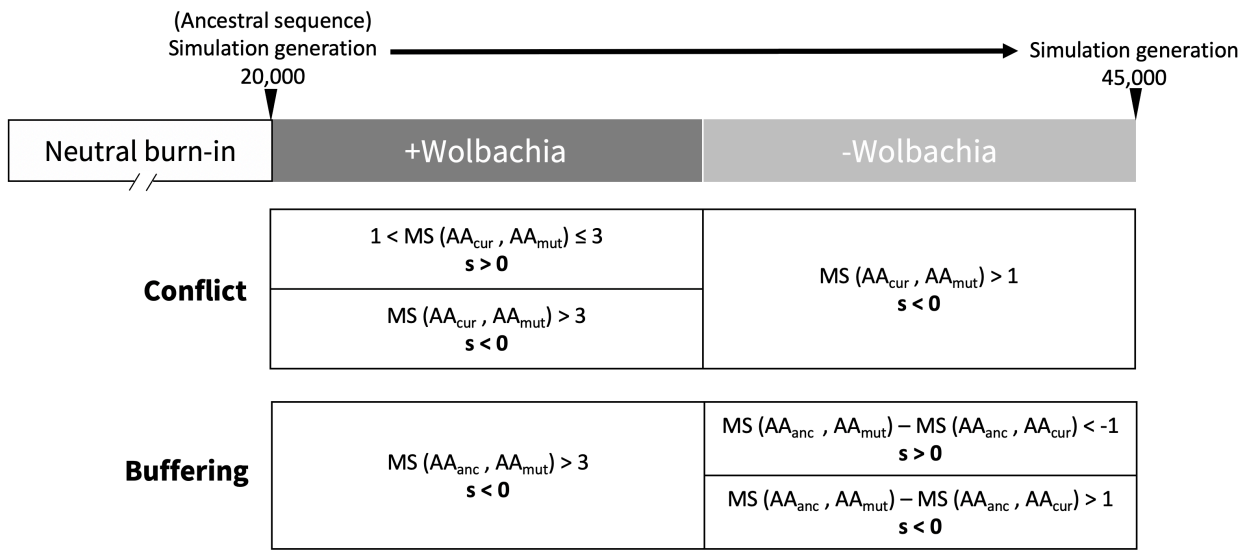 (Ancestral sequence)
Simulation generation
20,000
Simulation generation
45,000
Neutral burn-in
+Wolbachia
-Wolbachia
Conflict
1 < MS (AAcur , AAmut) ≤ 3
s > 0
MS (AAcur , AAmut) > 3
s < 0
MS (AAcur , AAmut) > 1
s < 0
Buffering
MS (AAanc , AAmut) > 3
s < 0
MS (AAanc , AAmut) – MS (AAanc , AAcur) < -1
s > 0
MS (AAanc , AAmut) – MS (AAanc , AAcur) > 1
s < 0